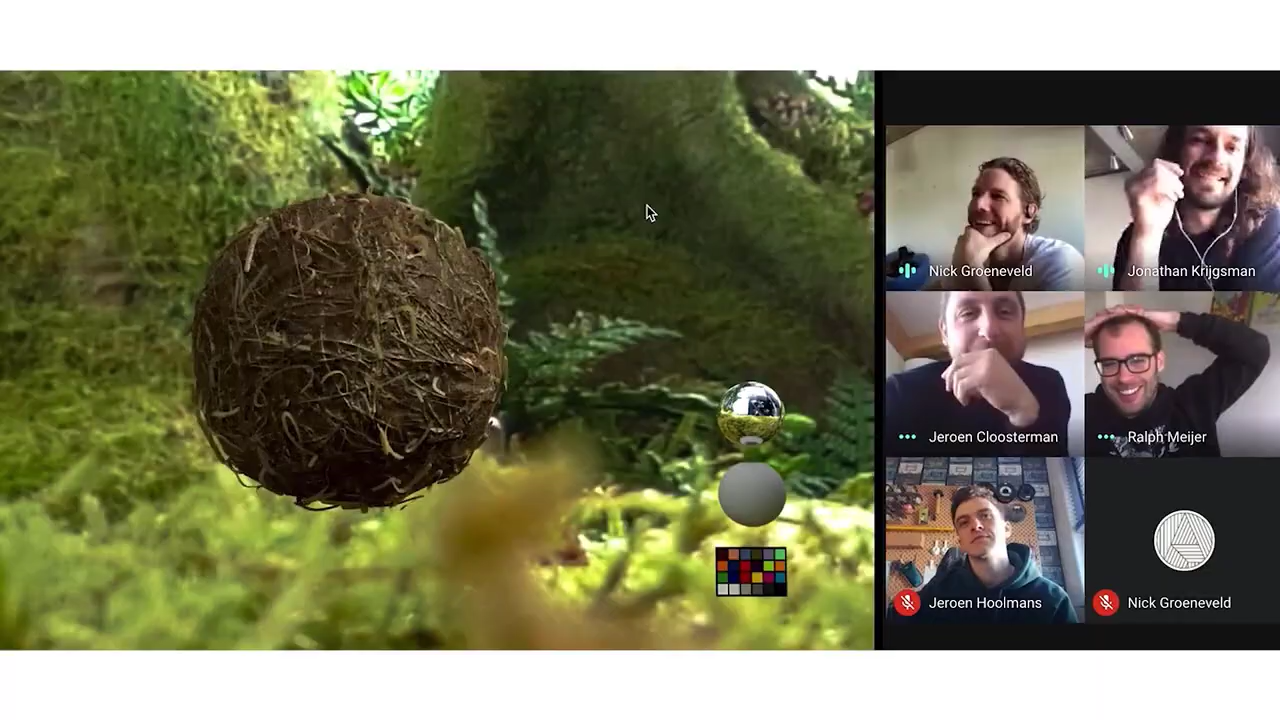 Nick Groeneveld
Jonathan Krijgsman
Jeroen Cloosterman
Ralph Meijer
Jeroen Hoolmans
Nick Groeneveld